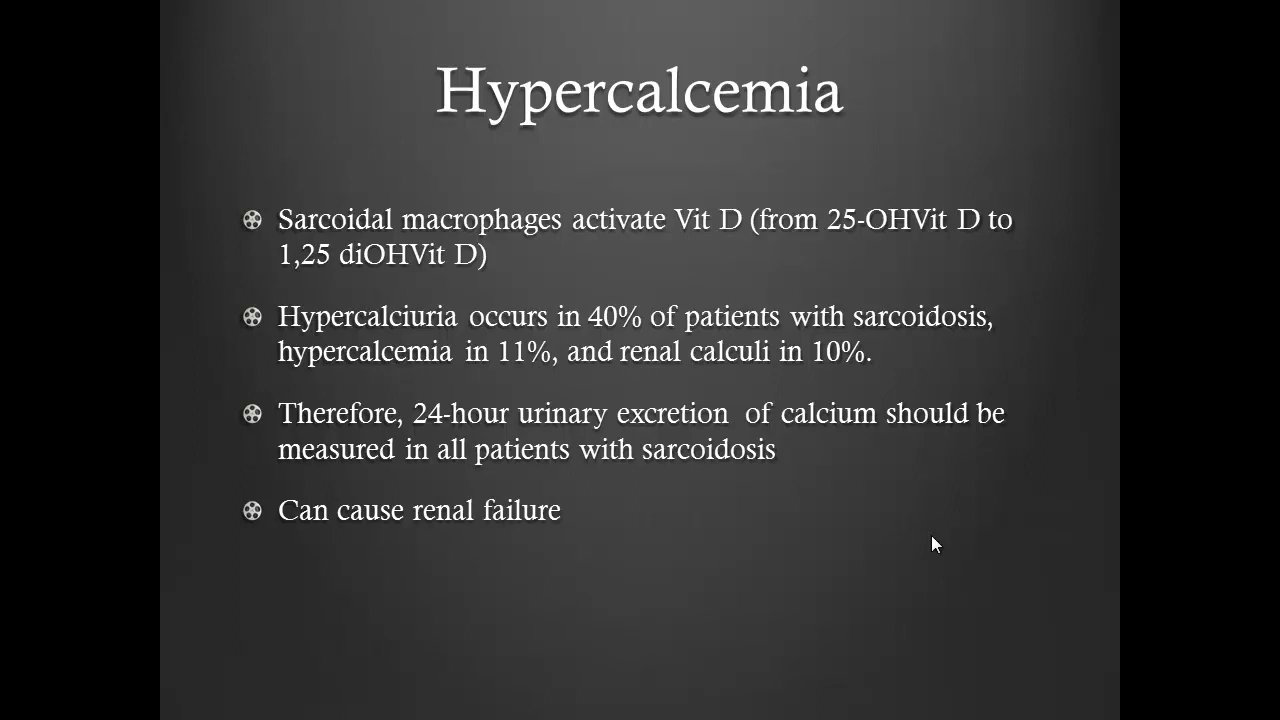 Hypercalcemia
Sarcoidal macrophages activate Vit D (from 25-OHVit D to
1,25 diOHVit D)
Hypercalciuria occurs in 40% of patients with sarcoidosis,
hypercalcemia in 11%, and renal calculi in 10%.
Therefore, 24-hour urinary excretion of calcium should be
measured in all patients with sarcoidosis
Can cause renal failure